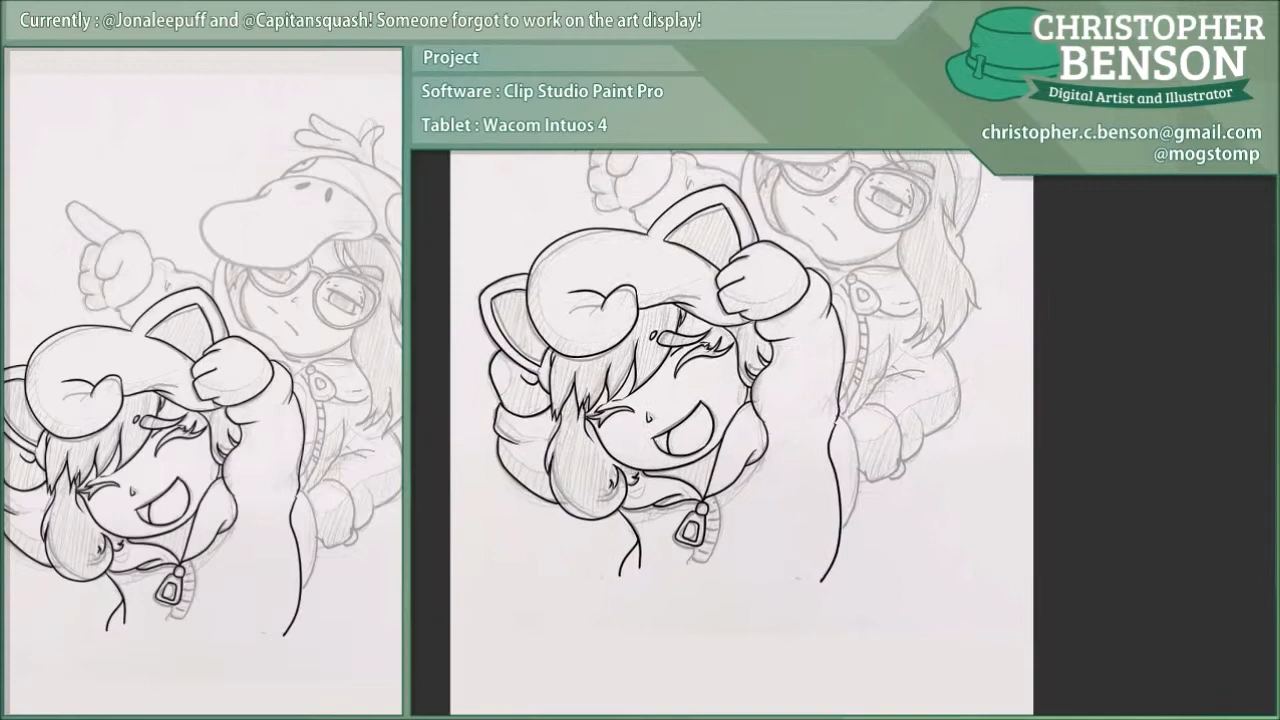 Currently : @Jonaleepuff and @Capitansquash! Someone forgot to work on the art display!
Project
Software : Clip Studio Paint Pro
Tablet : Wacom Intuos 4
CHRISTOPHER
BENSON
Digital Artist and Illustrator
christopher.c.benson@gmail.com
@mogstomp